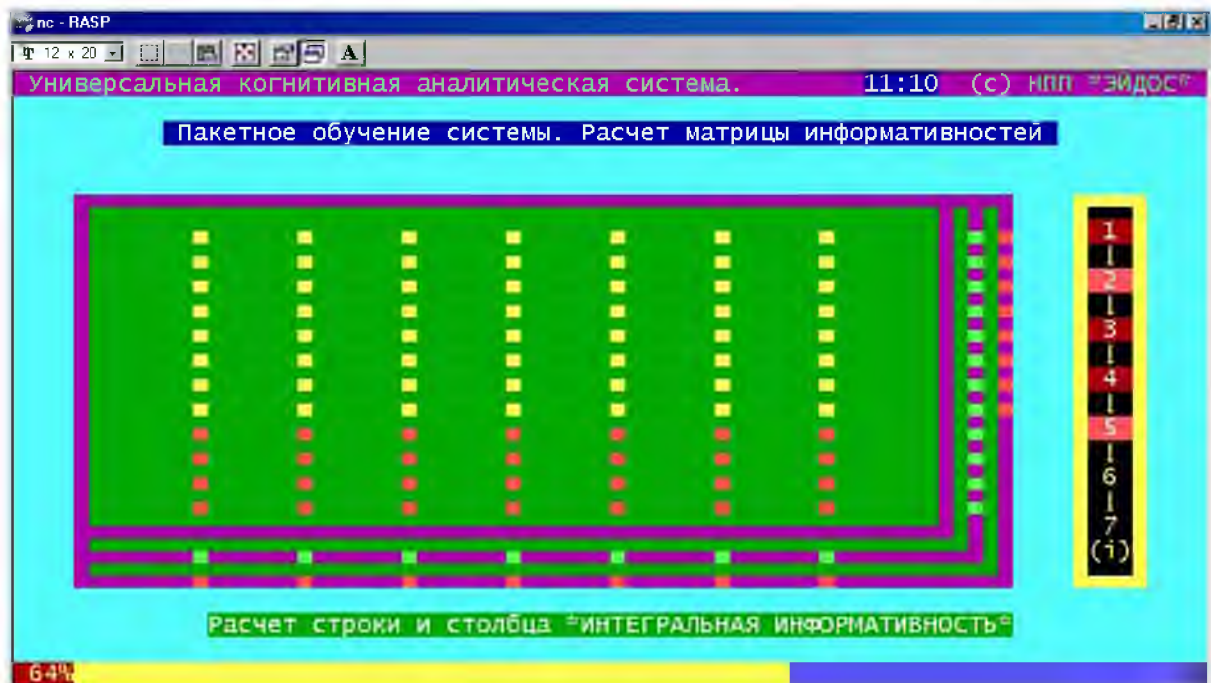 nc - RASP
12 x 20 A
Универсальная когнитивная аналитическая система. 11:10 (c) НПП "ЭЙДОС"
Пакетное обучение системы. Расчет матрицы информативностей
1
2
3
4
5
6
7
(i)
Расчет строки и столбца "ИНТЕГРАЛЬНАЯ ИНФОРМАТИВНОСТЬ"
64%